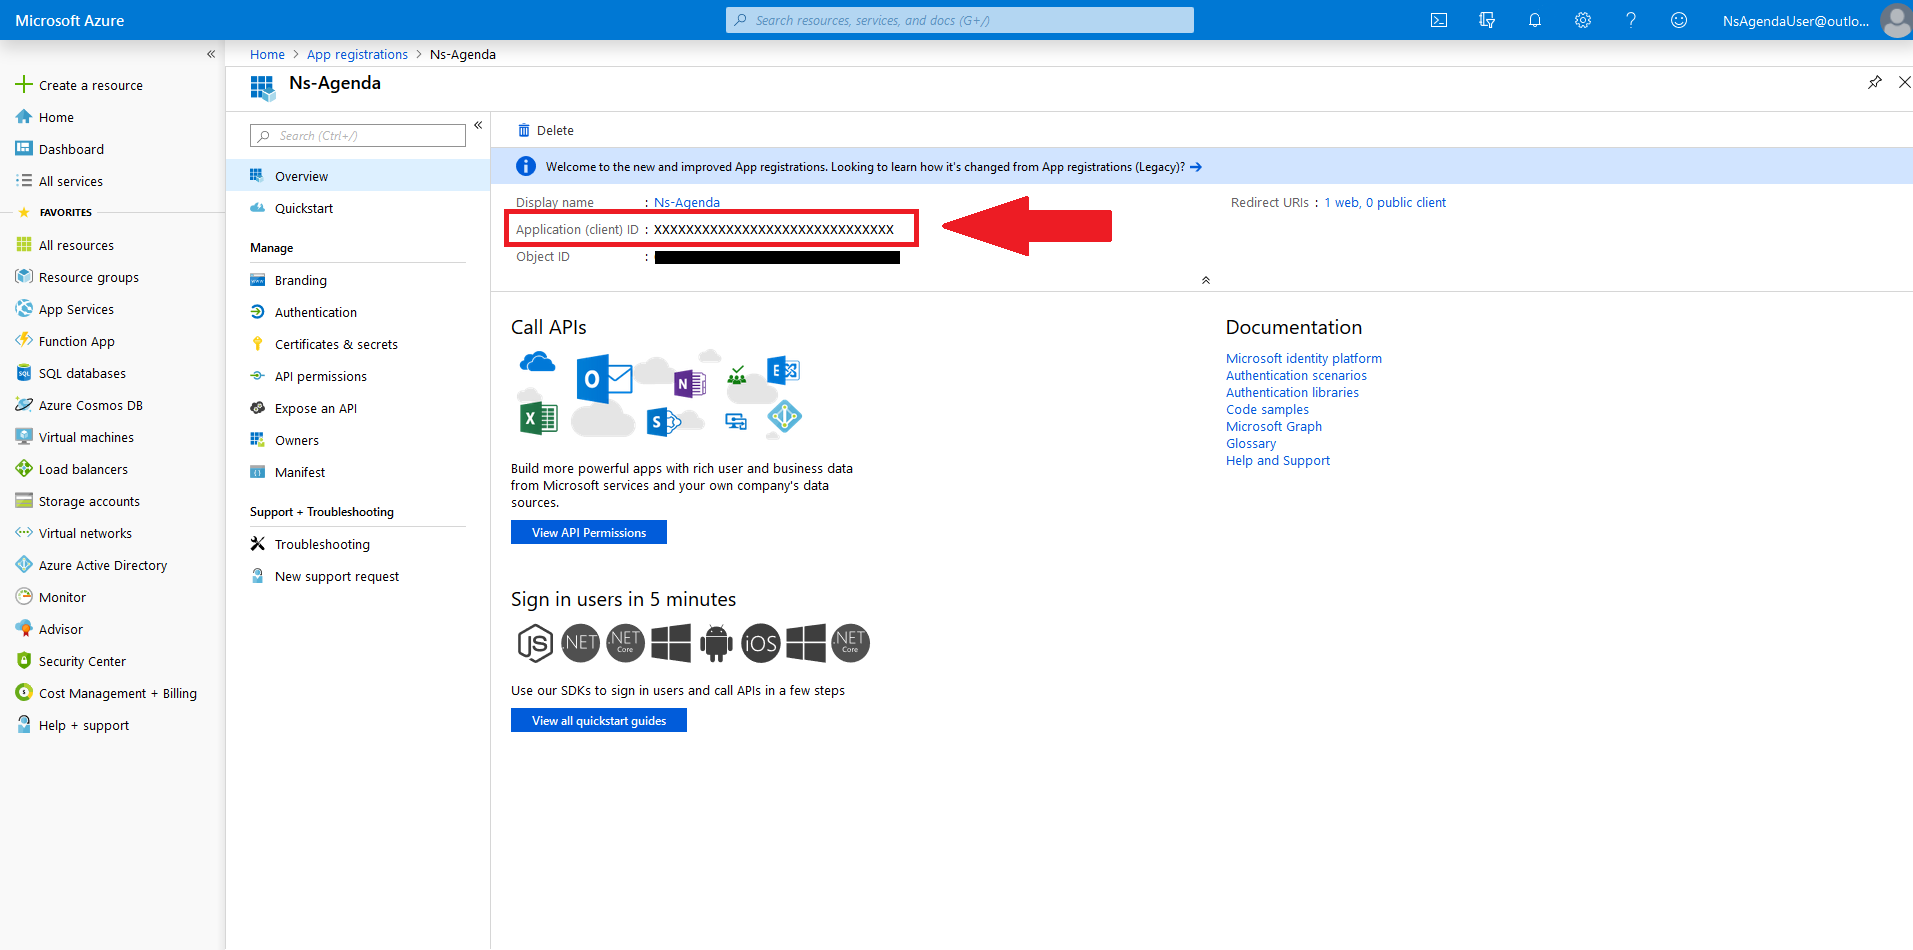 Microsoft Azure
Search resources, services, and docs (G+/)
NsAgendaUser@outlo...
Home > App registrations > Ns-Agenda
Create a resource
Home
Dashboard
All services
FAVORITES
All resources
Resource groups
App Services
Function App
SQL databases
Azure Cosmos DB
Virtual machines
Load balancers
Storage accounts
Virtual networks
Azure Active Directory
Monitor
Advisor
Security Center
Cost Management + Billing
Help + support
Ns-Agenda
Search (Ctrl+/)
Overview
Quickstart
Manage
Branding
Authentication
Certificates & secrets
API permissions
Expose an API
Owners
Manifest
Support + Troubleshooting
Troubleshooting
New support request
Delete
Welcome to the new and improved App registrations. Looking to learn how it's changed from App registrations (Legacy)?
Display name : Ns-Agenda
Application (client) ID : XXXXXXXXXXXXXXXXXXXXXXXXXXXXXX
Object ID :
Redirect URIs : 1 web, 0 public client
Call APIs
Build more powerful apps with rich user and business data
from Microsoft services and your own company's data
sources.
View API Permissions
Sign in users in 5 minutes
JS .NET .NET Core iOS .NET Core
Use our SDKs to sign in users and call APIs in a few steps
View all quickstart guides
Documentation
Microsoft identity platform
Authentication scenarios
Authentication libraries
Code samples
Microsoft Graph
Glossary
Help and Support